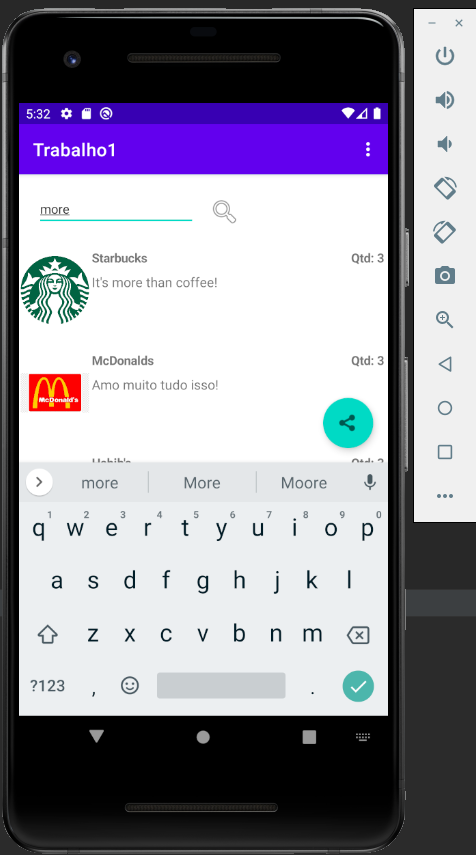 5:32
Trabalho1
more
Starbucks Qtd: 3
It's more than coffee!
McDonalds Qtd: 3
McDonald's
Amo muito tudo isso!
Habib's Qtd: 3
more More Moore
1 2 3 4 5 6 7 8 9 0
q w e r t y u i o p
a s d f g h j k l
z x c v b n m
?123 , .